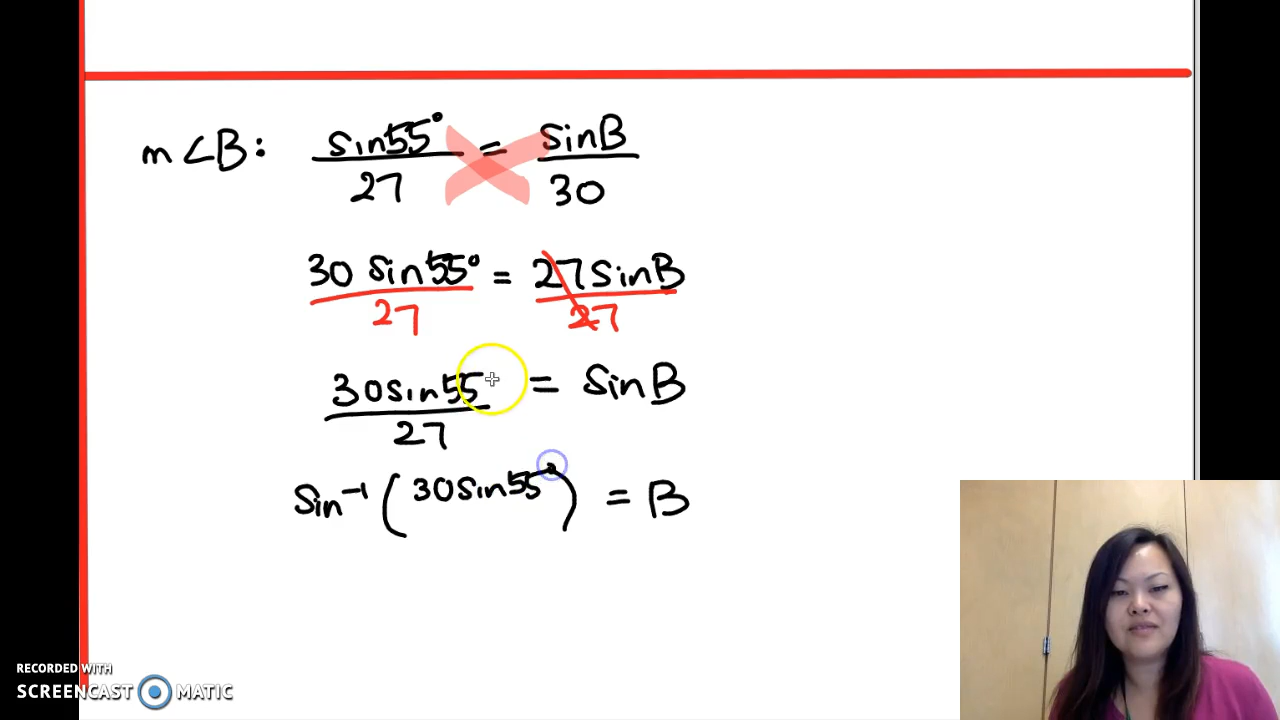 m∠B: sin55° / 27 = sinB / 30
30 sin55° / 27 = 27sinB / 27
30sin55 / 27 = sinB
sin⁻¹(30sin55°) = B
RECORDED WITH
SCREENCAST MATIC